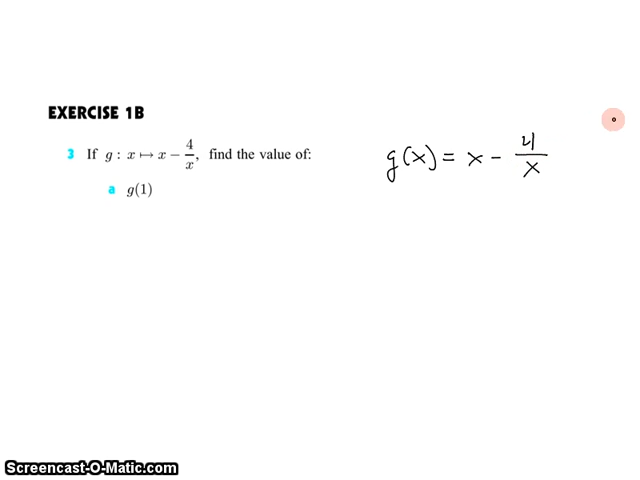 EXERCISE 1B
3 If g : x ↦ x − 4/x, find the value of:
g(x) = x − 4/x
a g(1)
Screencast-O-Matic.com